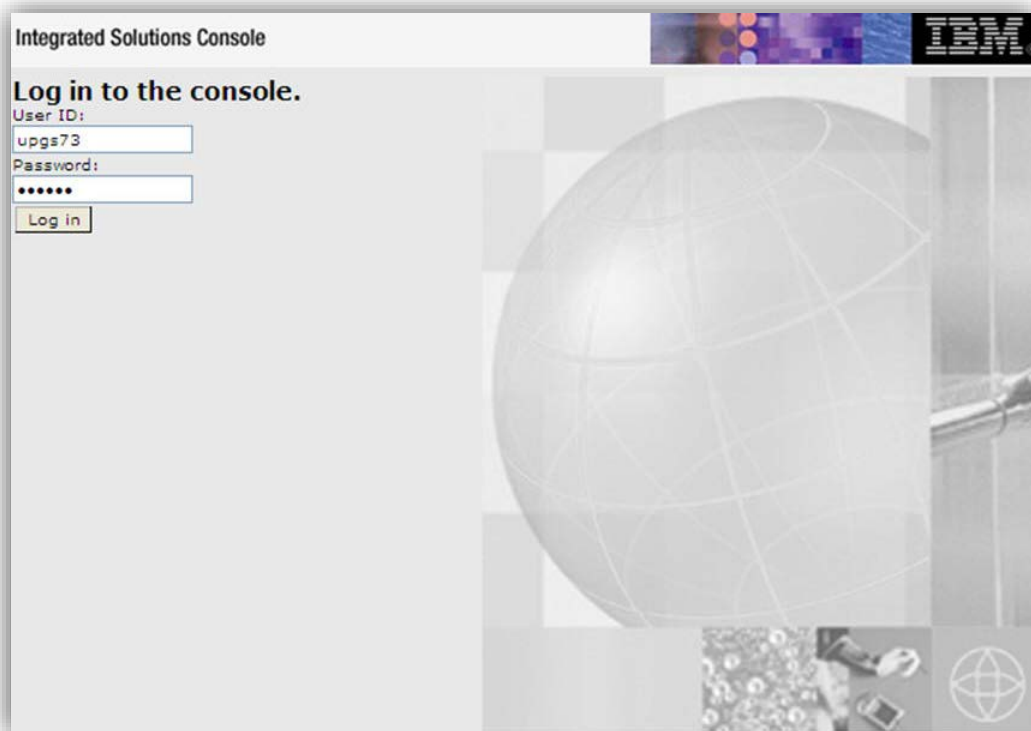 Integrated Solutions Console
IBM.
Log in to the console.
User ID:
upgs73
Password:
••••••
Log in